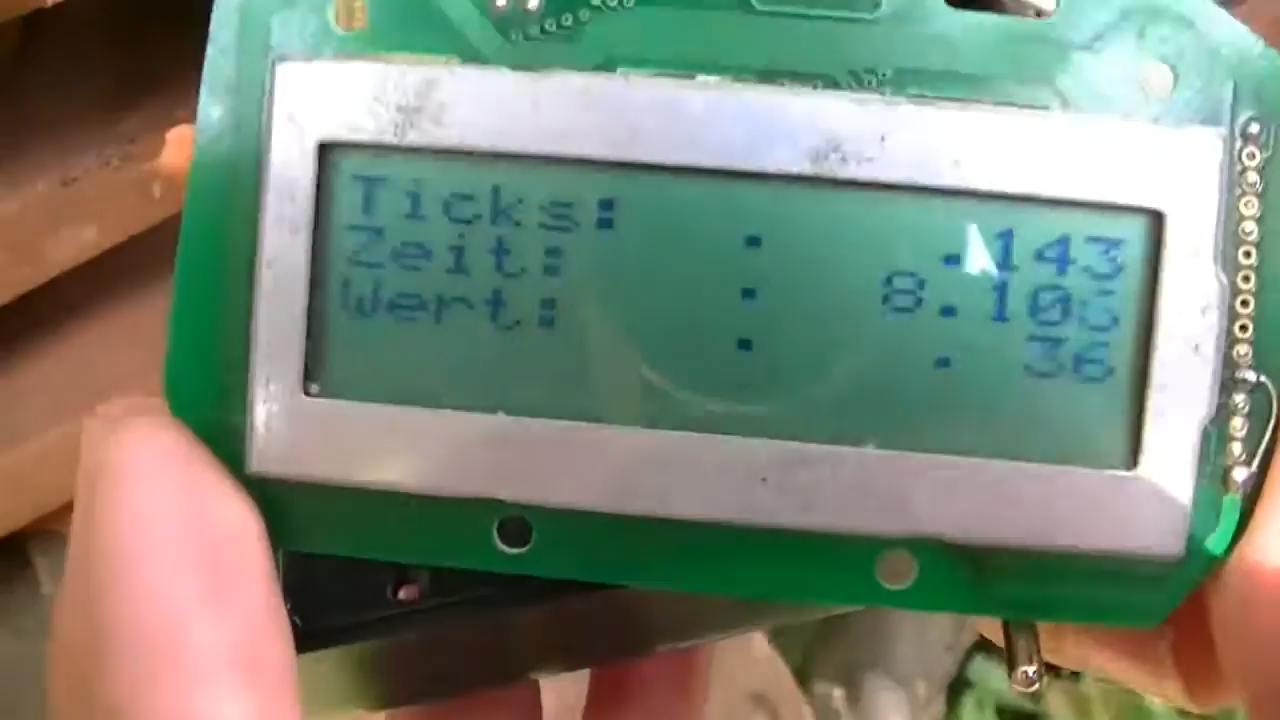 Ticks: . .143
Zeit: . 8.10
Wert: . . 36